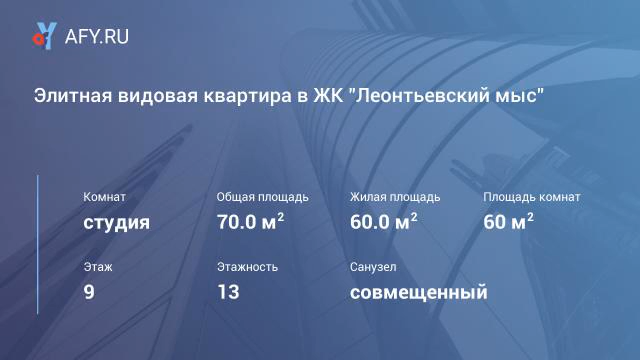 AFY.RU
Элитная видовая квартира в ЖК "Леонтьевский мыс"
Комнат
студия
Общая площадь
70.0 м²
Жилая площадь
60.0 м²
Площадь комнат
60 м²
Этаж
9
Этажность
13
Санузел
совмещенный